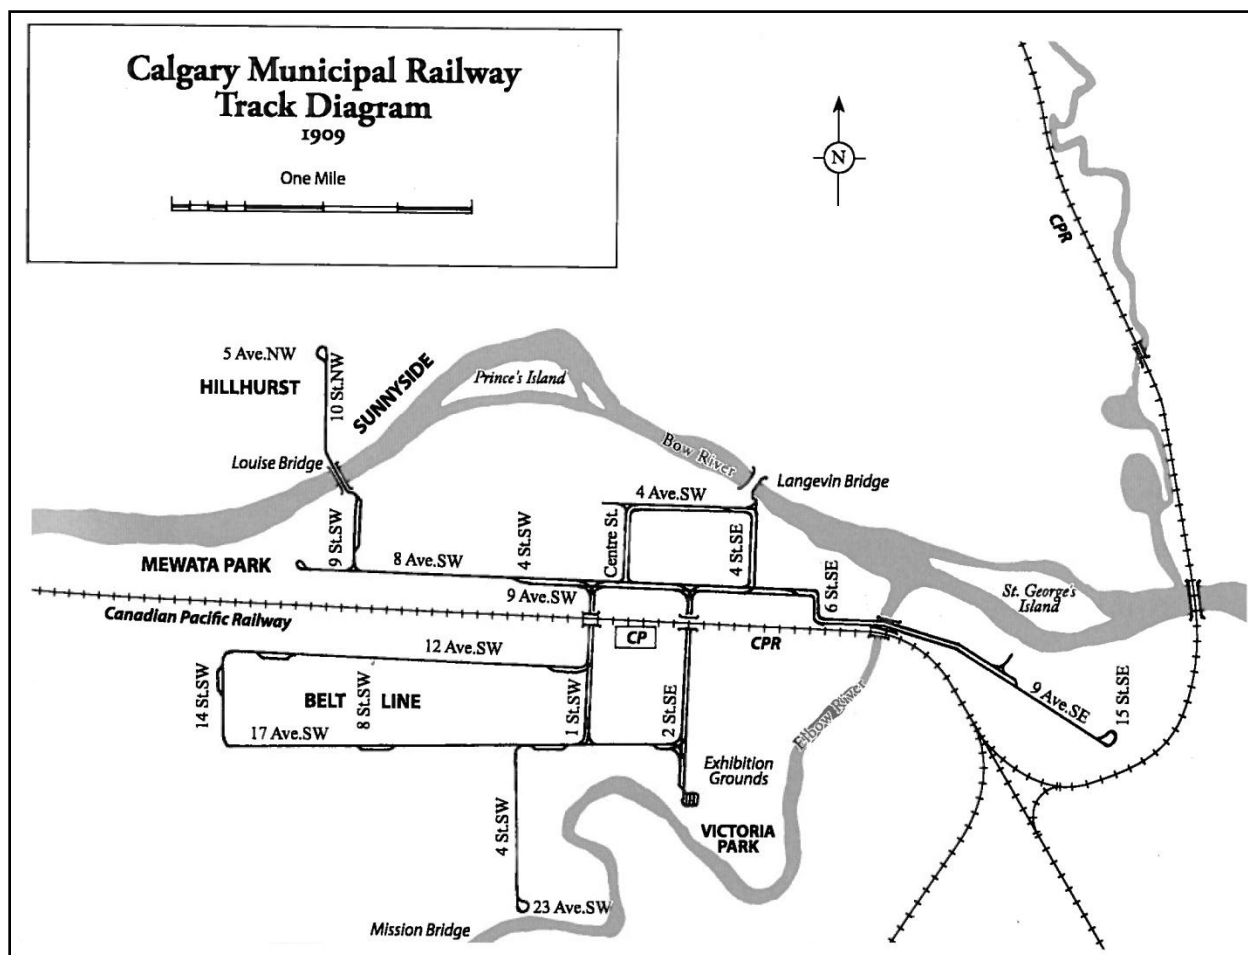 Calgary Municipal Railway
Track Diagram
1909
One Mile
N
CPR
5 Ave.NW
HILLHURST
10 St.NW
SUNNYSIDE
Prince's Island
Louise Bridge
Bow River
Langevin Bridge
4 Ave.SW
9 St.SW
4 St.SW
Centre St.
4 St.SE
MEWATA PARK
8 Ave.SW
9 Ave.SW
6 St.SE
St. George's
Island
Canadian Pacific Railway
CP
CPR
12 Ave.SW
14 St.SW
BELT LINE
8 St.SW
1 St.SW
2 St.SE
Elbow River
9 Ave.SE
15 St.SE
17 Ave.SW
Exhibition
Grounds
4 St.SW
VICTORIA
PARK
23 Ave.SW
Mission Bridge